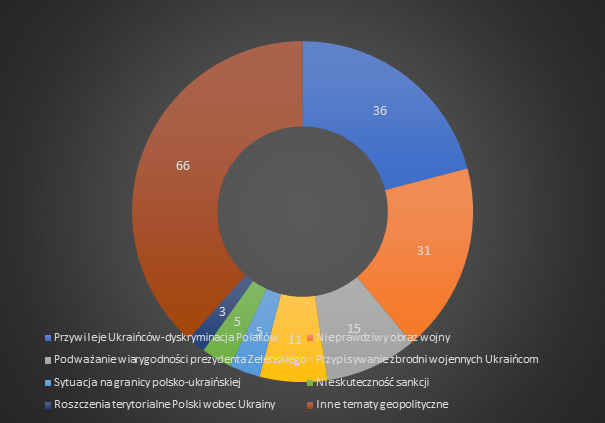 36
66
31
3
5
5
11
15
Przywileje Ukraińców-dyskryminacja Polaków
Nieprawdziwy obraz wojny
Podważanie wiarygodności prezydenta Zełenskiego
Przypisywanie zbrodni wojennych Ukraińcom
Sytuacja na granicy polsko-ukraińskiej
Nieskuteczność sankcji
Roszczenia terytorialne Polski wobec Ukrainy
Inne tematy geopolityczne